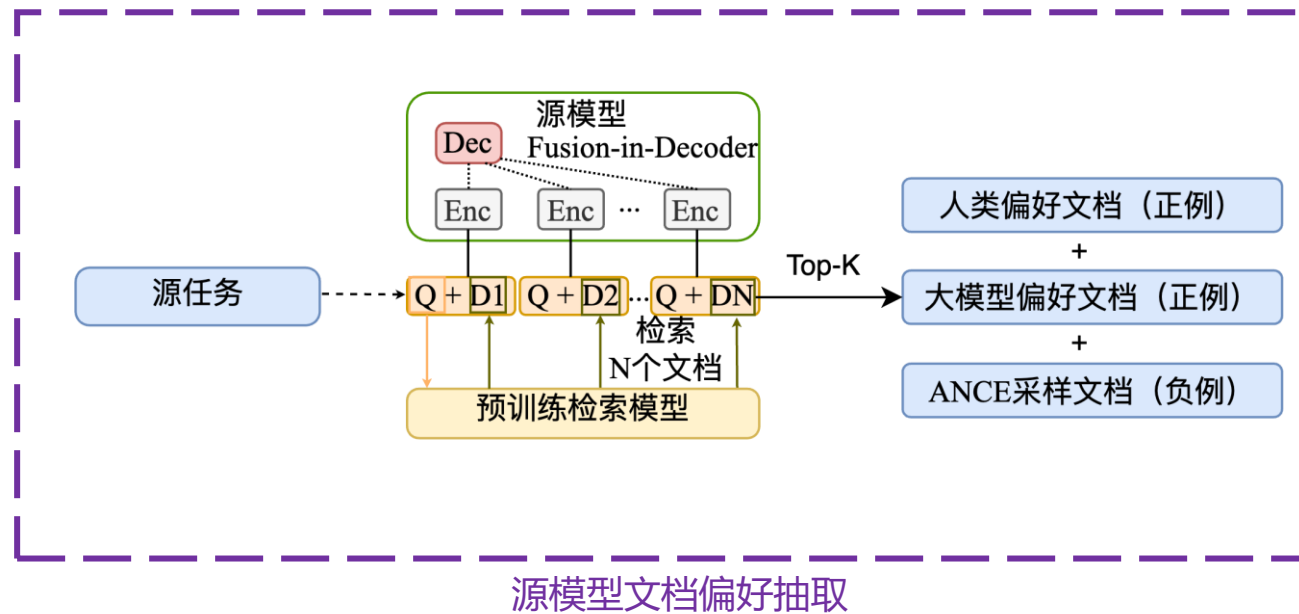 源模型
Dec
Fusion-in-Decoder
Enc
Enc
...
Enc
源任务
Q + D1
Q + D2
...
Q + DN
检索
N个文档
预训练检索模型
Top-K
人类偏好文档（正例）
+
大模型偏好文档（正例）
+
ANCE采样文档（负例）
源模型文档偏好抽取